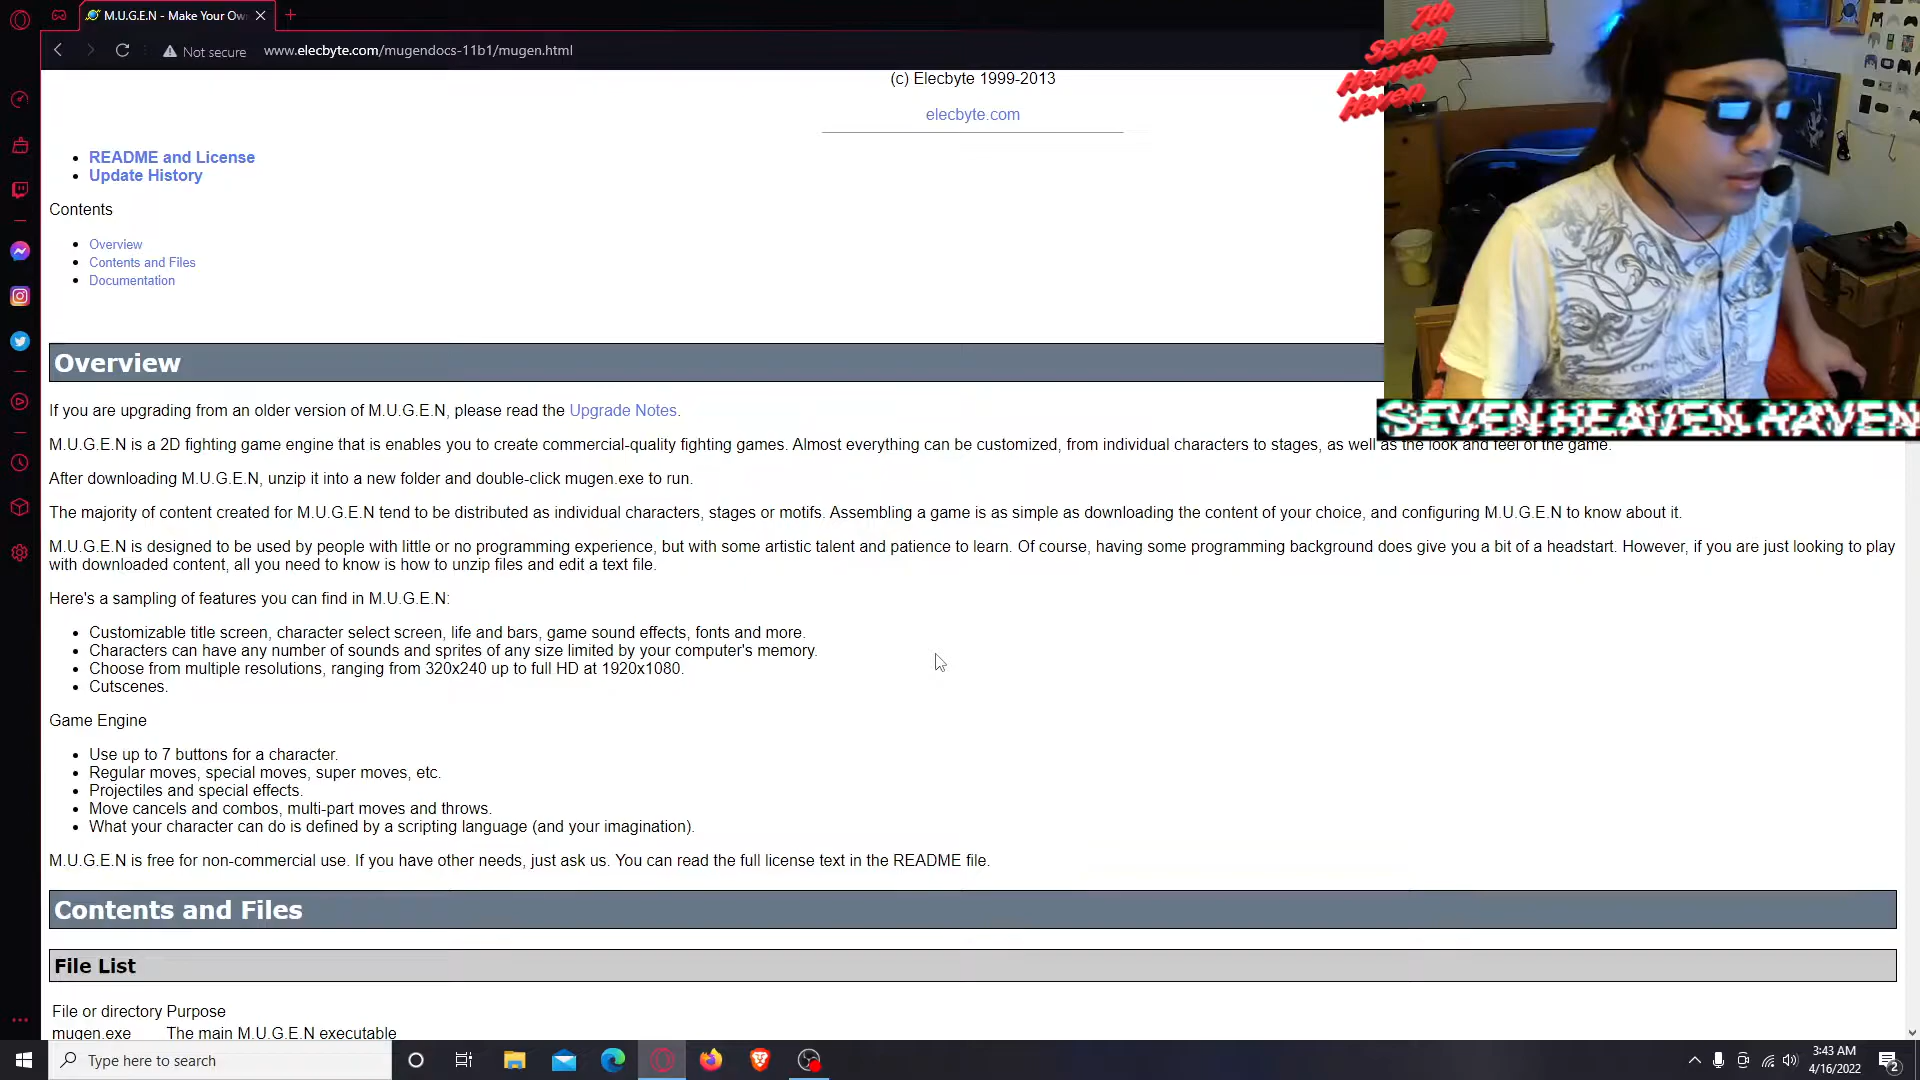 M.U.G.E.N - Make Your Ow
Not secure
www.elecbyte.com/mugendocs-11b1/mugen.html
7th
Seven
Heaven
Haven
(c) Elecbyte 1999-2013
elecbyte.com
README and License
Update History
Contents
Overview
Contents and Files
Documentation
Overview
SEVEN HEAVEN HAVEN
If you are upgrading from an older version of M.U.G.E.N, please read the Upgrade Notes.
M.U.G.E.N is a 2D fighting game engine that is enables you to create commercial-quality fighting games. Almost everything can be customized, from individual characters to stages, as well as the look and feel of the game.
After downloading M.U.G.E.N, unzip it into a new folder and double-click mugen.exe to run.
The majority of content created for M.U.G.E.N tend to be distributed as individual characters, stages or motifs. Assembling a game is as simple as downloading the content of your choice, and configuring M.U.G.E.N to know about it.
M.U.G.E.N is designed to be used by people with little or no programming experience, but with some artistic talent and patience to learn. Of course, having some programming background does give you a bit of a headstart. However, if you are just looking to play
with downloaded content, all you need to know is how to unzip files and edit a text file.
Here's a sampling of features you can find in M.U.G.E.N:
Customizable title screen, character select screen, life and bars, game sound effects, fonts and more.
Characters can have any number of sounds and sprites of any size limited by your computer's memory.
Choose from multiple resolutions, ranging from 320x240 up to full HD at 1920x1080.
Cutscenes.
Game Engine
Use up to 7 buttons for a character.
Regular moves, special moves, super moves, etc.
Projectiles and special effects.
Move cancels and combos, multi-part moves and throws.
What your character can do is defined by a scripting language (and your imagination).
M.U.G.E.N is free for non-commercial use. If you have other needs, just ask us. You can read the full license text in the README file.
Contents and Files
File List
File or directory Purpose
mugen.exe The main M.U.G.E.N executable
Type here to search
3:43 AM
4/16/2022
2